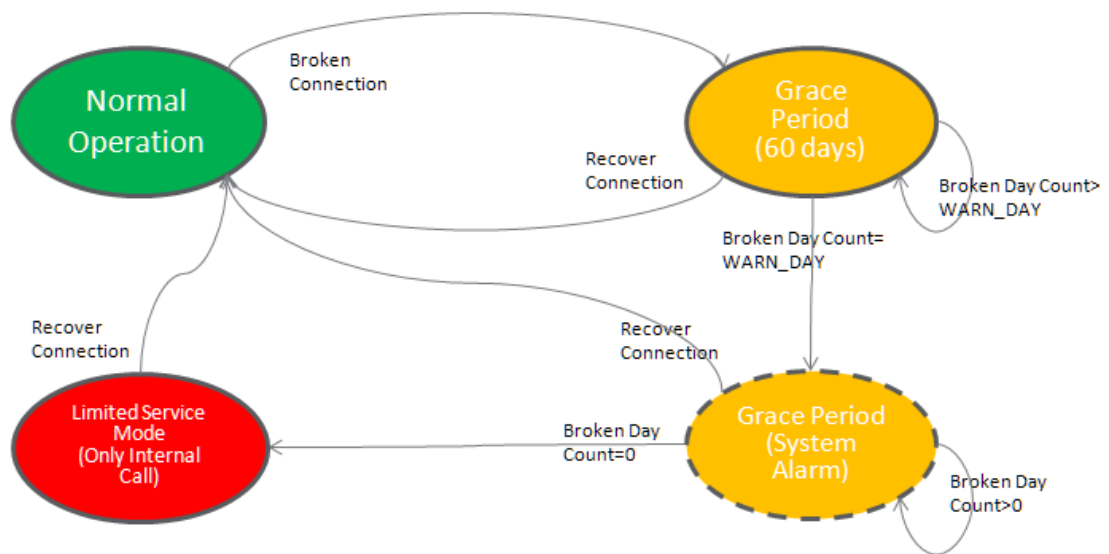 Normal
Operation
Broken
Connection
Grace
Period
(60 days)
Recover
Connection
Broken Day Count>
WARN_DAY
Broken Day Count=
WARN_DAY
Recover
Connection
Recover
Connection
Limited Service
Mode
(Only Internal
Call)
Broken Day
Count=0
Grace Period
(System
Alarm)
Broken Day
Count>0